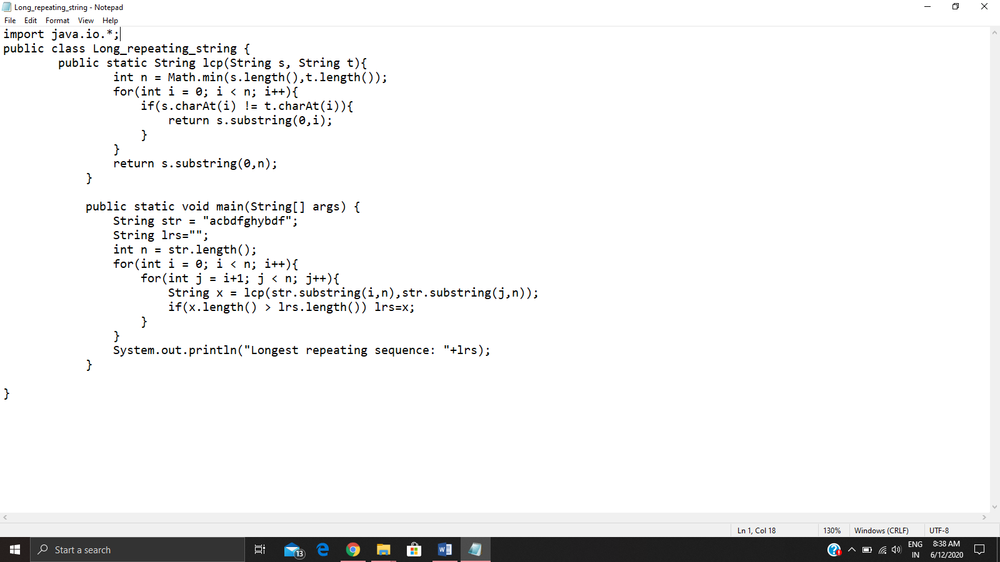 Long_repeating_string - Notepad
File Edit Format View Help
import java.io.*;
public class Long_repeating_string {
        public static String lcp(String s, String t){
                int n = Math.min(s.length(),t.length());
                for(int i = 0; i < n; i++){
                    if(s.charAt(i) != t.charAt(i)){
                        return s.substring(0,i);
                    }
                }
                return s.substring(0,n);
            }

            public static void main(String[] args) {
                String str = "acbdfghybdf";
                String lrs="";
                int n = str.length();
                for(int i = 0; i < n; i++){
                    for(int j = i+1; j < n; j++){
                        String x = lcp(str.substring(i,n),str.substring(j,n));
                        if(x.length() > lrs.length()) lrs=x;
                    }
                }
                System.out.println("Longest repeating sequence: "+lrs);
            }

}
Ln 1, Col 18 130% Windows (CRLF) UTF-8
Start a search 13 ENG 8:38 AM
IN 6/12/2020